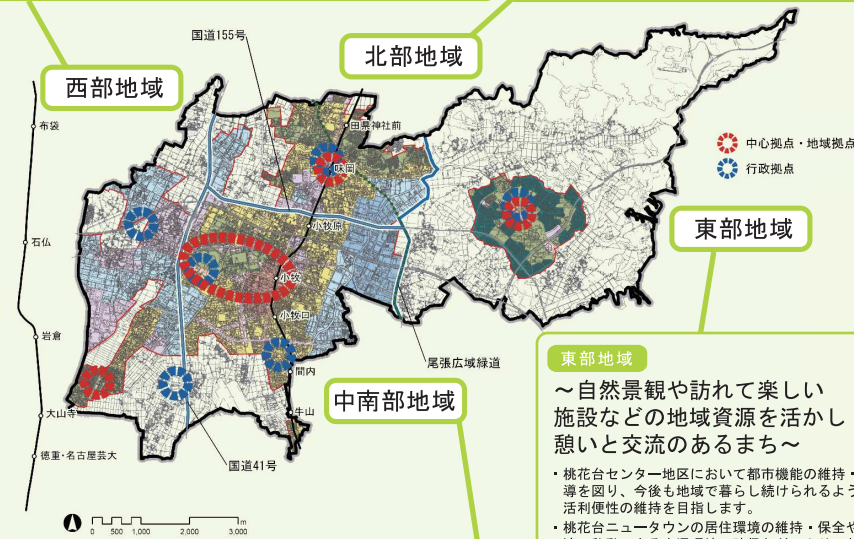 国道155号
北部地域
西部地域
布袋
田県神社前
味岡
中心拠点・地域拠点
行政拠点
東部地域
石仏
小牧原
小牧
小牧口
岩倉
尾張広域緑道
間内
中南部地域
大山寺
牛山
徳重・名古屋芸大
国道41号
0 500 1,000 2,000 3,000
m
東部地域
~自然景観や訪れて楽しい
施設などの地域資源を活かし
憩いと交流のあるまち~
・桃花台センター地区において都市機能の維持・
導を図り、今後も地域で暮らし続けられるよう
活利便性の維持を目指します。
・桃花台ニュータウンの居住環境の維持・保全や